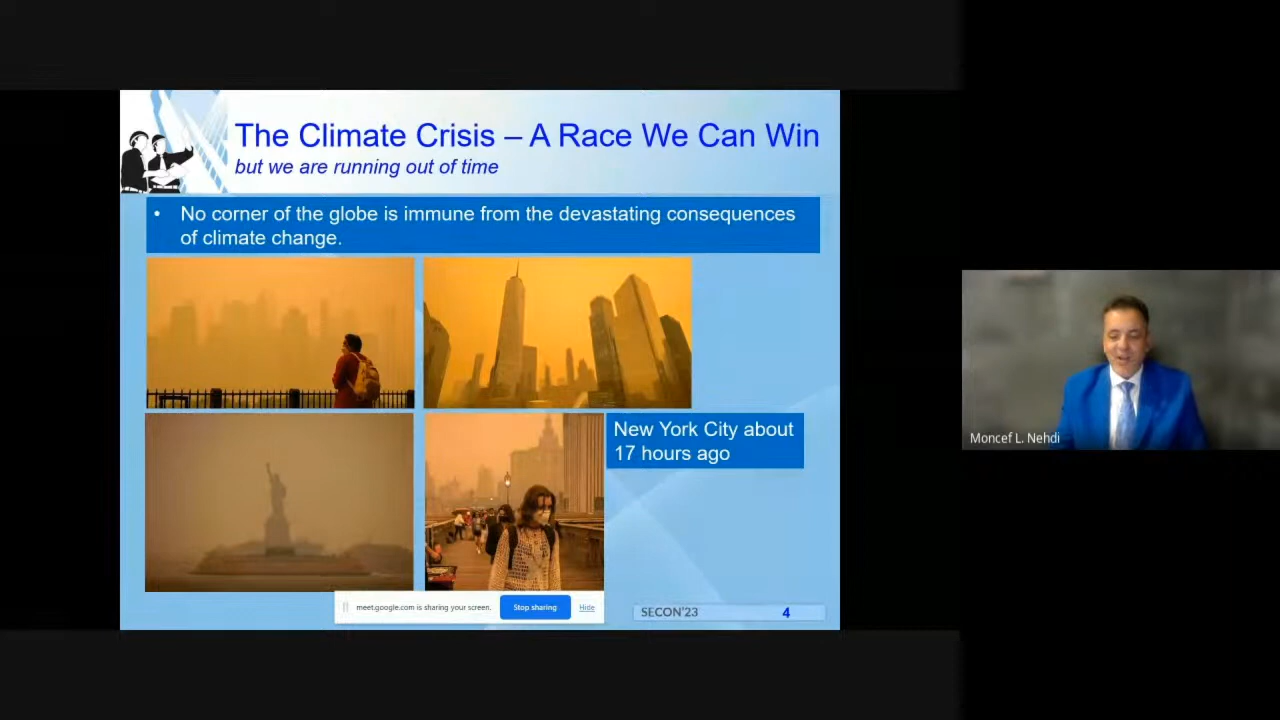 The Climate Crisis – A Race We Can Win
but we are running out of time
• No corner of the globe is immune from the devastating consequences
of climate change.
New York City about
17 hours ago
meet.google.com is sharing your screen.
Stop sharing
Hide
SECON'23
4
Moncef L. Nehdi